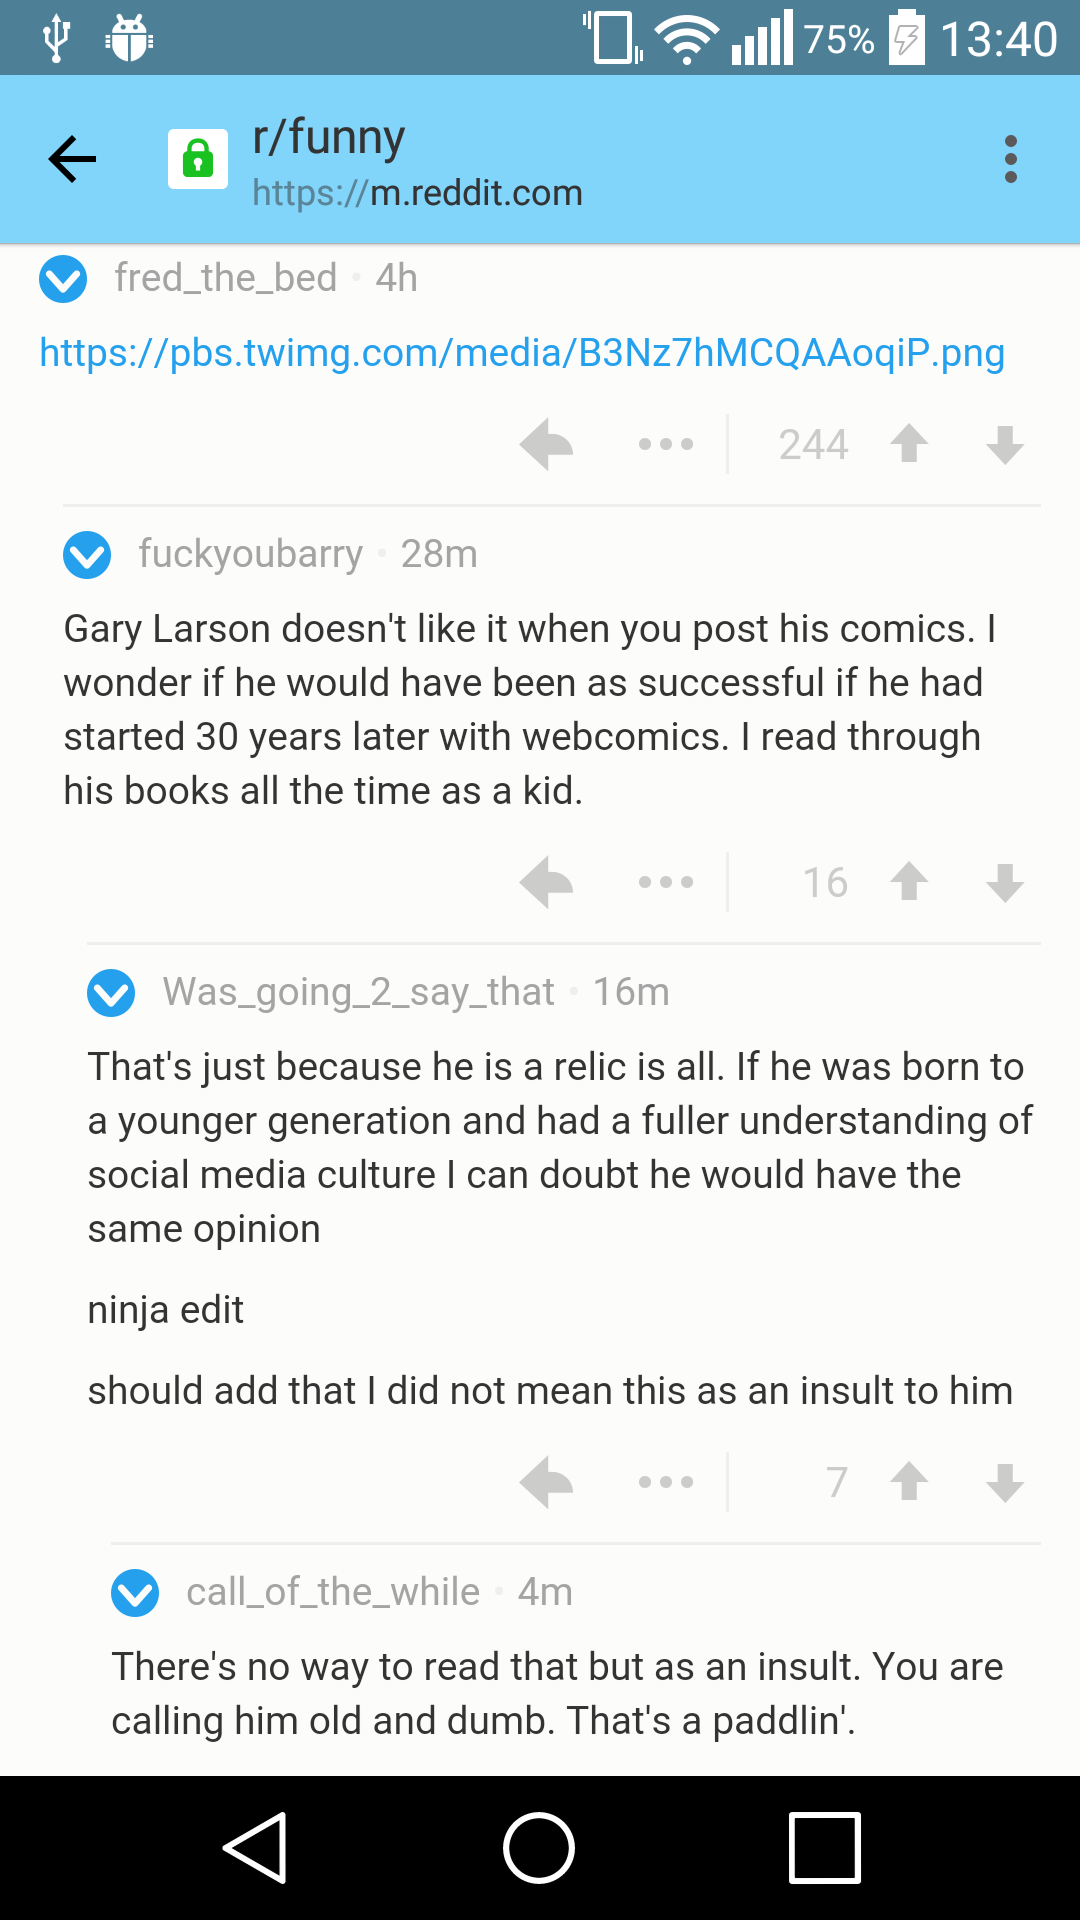 75% 13:40
r/funny
https://m.reddit.com
fred_the_bed • 4h
https://pbs.twimg.com/media/B3Nz7hMCQAAoqiP.png
244
fuckyoubarry • 28m
Gary Larson doesn't like it when you post his comics. I
wonder if he would have been as successful if he had
started 30 years later with webcomics. I read through
his books all the time as a kid.
16
Was_going_2_say_that • 16m
That's just because he is a relic is all. If he was born to
a younger generation and had a fuller understanding of
social media culture I can doubt he would have the
same opinion
ninja edit
should add that I did not mean this as an insult to him
7
call_of_the_while • 4m
There's no way to read that but as an insult. You are
calling him old and dumb. That's a paddlin'.